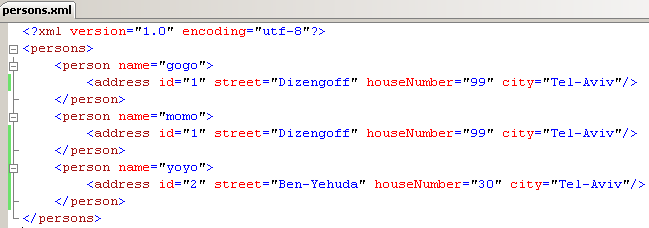 persons.xml
<?xml version="1.0" encoding="utf-8"?>
<persons>
<person name="gogo">
<address id="1" street="Dizengoff" houseNumber="99" city="Tel-Aviv"/>
</person>
<person name="momo">
<address id="1" street="Dizengoff" houseNumber="99" city="Tel-Aviv"/>
</person>
<person name="yoyo">
<address id="2" street="Ben-Yehuda" houseNumber="30" city="Tel-Aviv"/>
</person>
</persons>